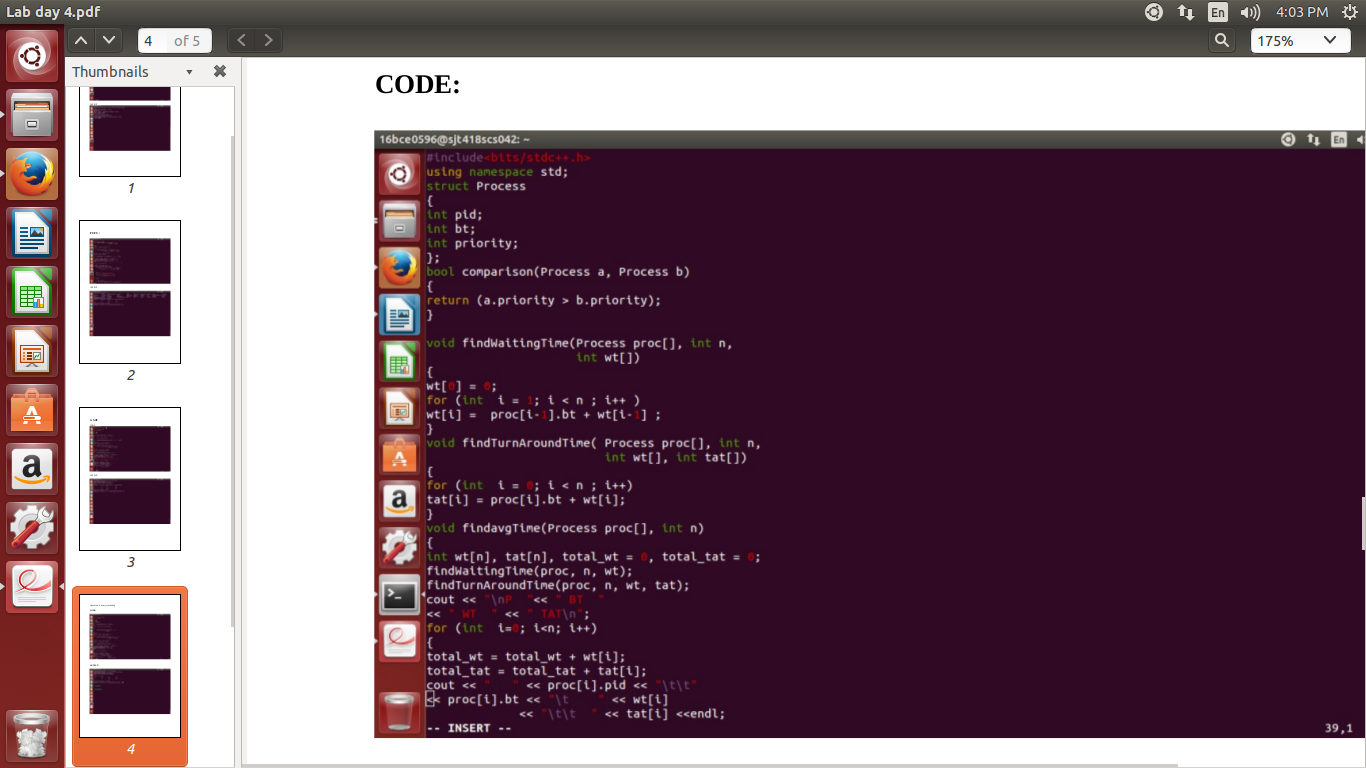 Lab day 4.pdf
En
4:03 PM
4 of 5
175%
Thumbnails
1
2
3
4
CODE:
16bce0596@sjt418scs042: ~
En
#include<bits/stdc++.h>
using namespace std;
struct Process
{
int pid;
int bt;
int priority;
};
bool comparison(Process a, Process b)
{
return (a.priority > b.priority);
}
void findWaitingTime(Process proc[], int n,
int wt[])
{
wt[0] = 0;
for (int  i = 1; i < n ; i++ )
wt[i] =  proc[i-1].bt + wt[i-1] ;
}
void findTurnAroundTime( Process proc[], int n,
int wt[], int tat[])
{
for (int  i = 0; i < n ; i++)
tat[i] = proc[i].bt + wt[i];
}
void findavgTime(Process proc[], int n)
{
int wt[n], tat[n], total_wt = 0, total_tat = 0;
findWaitingTime(proc, n, wt);
findTurnAroundTime(proc, n, wt, tat);
cout << "\nP  "<< " BT  "
<< " WT  " << " TAT\n";
for (int  i=0; i<n; i++)
{
total_wt = total_wt + wt[i];
total_tat = total_tat + tat[i];
cout << "   " << proc[i].pid << "\t\t"
<< proc[i].bt << "\t    " << wt[i]
<< "\t\t  " << tat[i] <<endl;
-- INSERT --
39,1